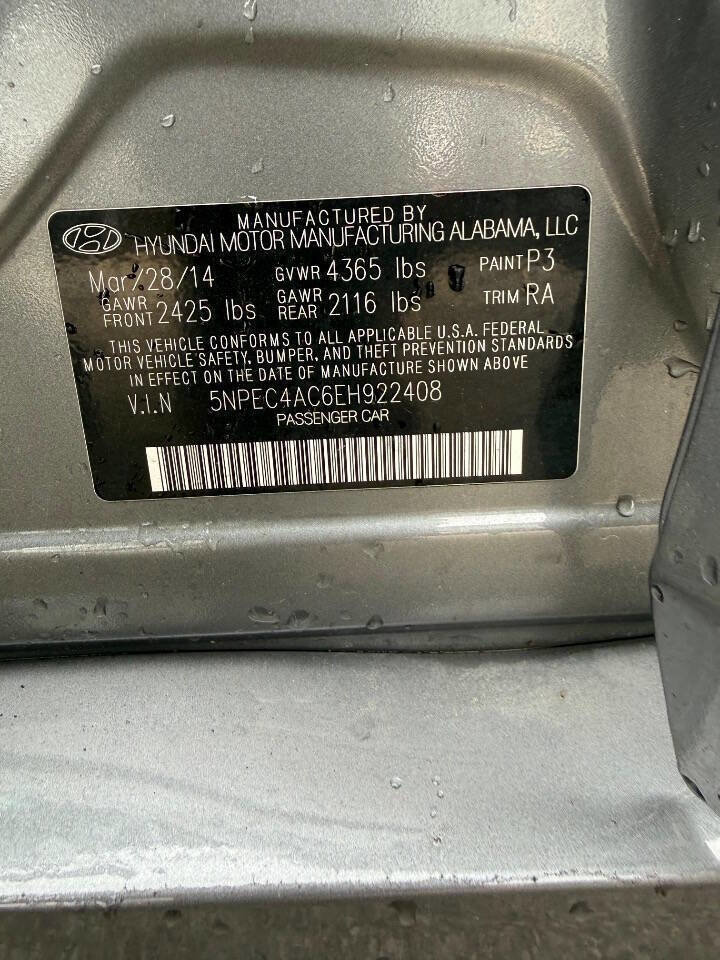 MANUFACTURED BY
HYUNDAI MOTOR MANUFACTURING ALABAMA, LLC
Mar/28/14 GVWR 4365 lbs PAINT P3
GAWR FRONT 2425 lbs GAWR REAR 2116 lbs TRIM RA
THIS VEHICLE CONFORMS TO ALL APPLICABLE U.S.A. FEDERAL
MOTOR VEHICLE SAFETY, BUMPER, AND THEFT PREVENTION STANDARDS
IN EFFECT ON THE DATE OF MANUFACTURE SHOWN ABOVE
V.I.N 5NPEC4AC6EH922408
PASSENGER CAR